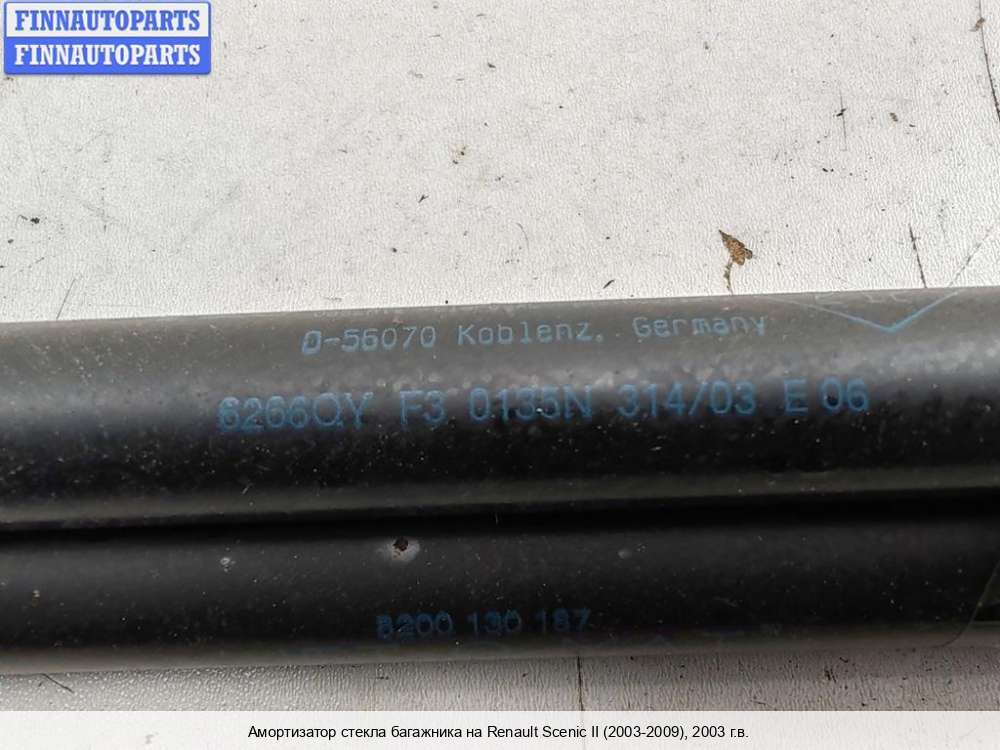 FINNAUTOPARTS
FINNAUTOPARTS
D-56070 Koblenz, Germany
6266QY F3 0135N 314/03 E 06
8200 130 187
Амортизатор стекла багажника на Renault Scenic II (2003-2009), 2003 г.в.